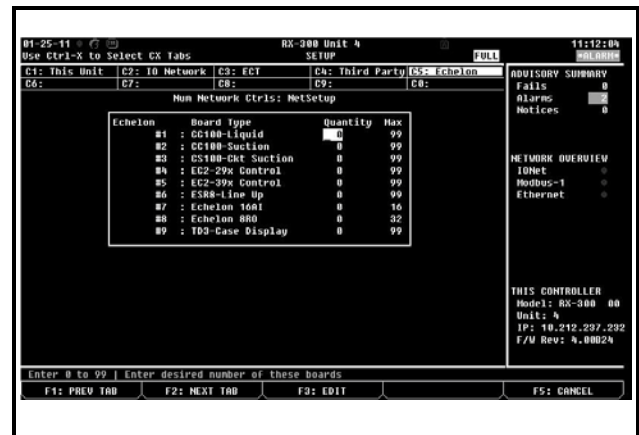 01-25-11 RX-300 Unit 4 11:12:04
Use Ctrl-X to Select CX Tabs SETUP FULL *ALARM*
C1: This Unit C2: IO Network C3: ECT C4: Third Party C5: Echelon
C6: C7: C8: C9: C0:
Num Network Ctrls: NetSetup
Echelon Board Type Quantity Max
#1 : CC100-Liquid 0 99
#2 : CC100-Suction 0 99
#3 : CS100-Ckt Suction 0 99
#4 : EC2-29x Control 0 99
#5 : EC2-39x Control 0 99
#6 : ESR8-Line Up 0 99
#7 : Echelon 16AI 0 16
#8 : Echelon 8RO 0 32
#9 : TD3-Case Display 0 99
ADVISORY SUMMARY
Fails 0
Alarms 2
Notices 0
NETWORK OVERVIEW
IONet
Modbus-1
Ethernet
THIS CONTROLLER
Model: RX-300 00
Unit: 4
IP: 10.212.237.232
F/W Rev: 4.00B24
Enter 0 to 99 | Enter desired number of these boards
F1: PREV TAB F2: NEXT TAB F3: EDIT F5: CANCEL